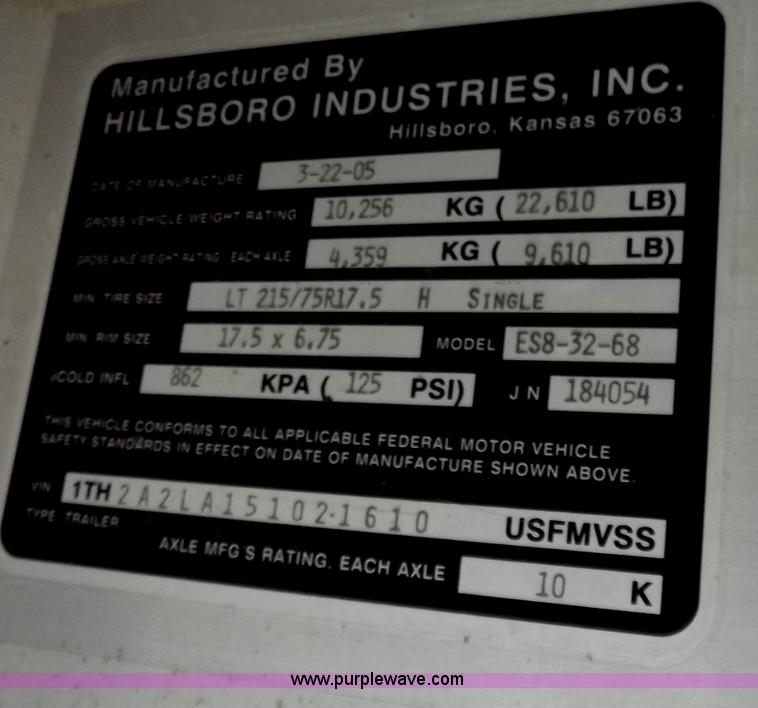 Manufactured By
HILLSBORO INDUSTRIES, INC.
Hillsboro, Kansas 67063
DATE OF MANUFACTURE 3-22-05
GROSS VEHICLE WEIGHT RATING 10,256 KG ( 22,610 LB)
GROSS AXLE WEIGHT RATING, EACH AXLE 4,359 KG ( 9,610 LB)
MIN TIRE SIZE LT 215/75R17.5 H SINGLE
MIN RIM SIZE 17.5 x 6.75 MODEL ES8-32-68
COLD INFL 862 KPA ( 125 PSI) J N 184054
THIS VEHICLE CONFORMS TO ALL APPLICABLE FEDERAL MOTOR VEHICLE
SAFETY STANDARDS IN EFFECT ON DATE OF MANUFACTURE SHOWN ABOVE.
VIN 1TH2A2LA151021610 USFMVSS
TYPE TRAILER
AXLE MFG S RATING, EACH AXLE 10 K
www.purplewave.com